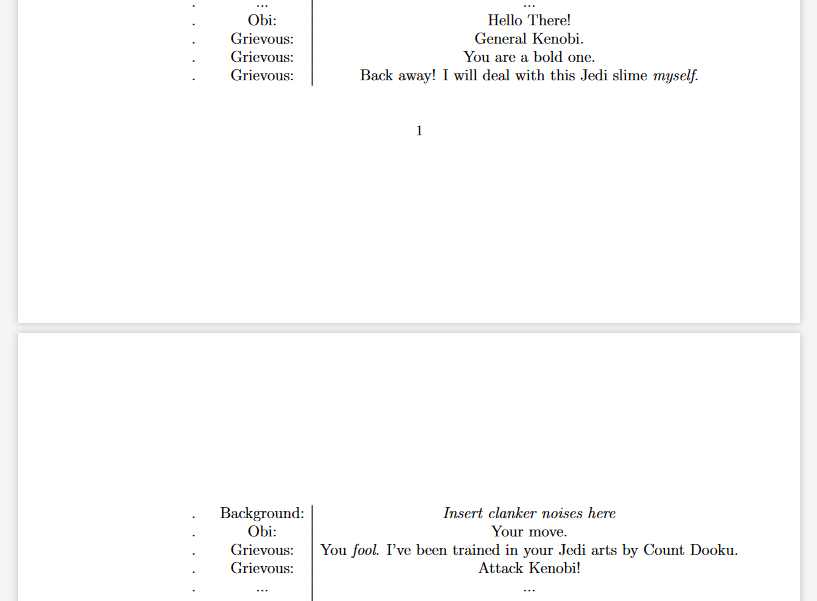 . ... ...
. Obi: Hello There!
. Grievous: General Kenobi.
. Grievous: You are a bold one.
. Grievous: Back away! I will deal with this Jedi slime myself.
1
. Background: Insert clanker noises here
. Obi: Your move.
. Grievous: You fool. I've been trained in your Jedi arts by Count Dooku.
. Grievous: Attack Kenobi!
. ... ...